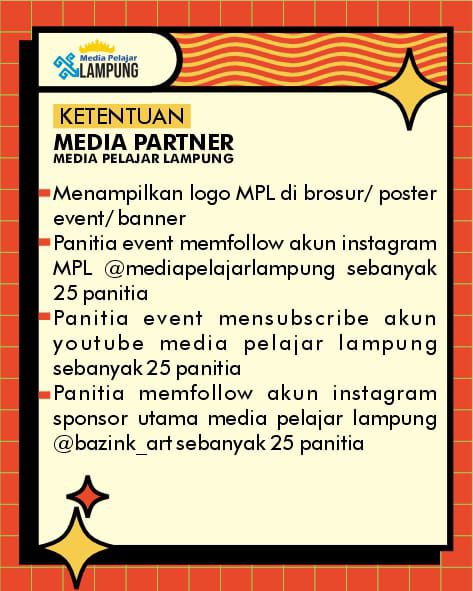 Media Pelajar
LAMPUNG
KETENTUAN
MEDIA PARTNER
MEDIA PELAJAR LAMPUNG
Menampilkan logo MPL di brosur/ poster
event/ banner
Panitia event memfollow akun instagram
MPL @mediapelajarlampung sebanyak
25 panitia
Panitia event mensubscribe akun
youtube media pelajar lampung
sebanyak 25 panitia
Panitia memfollow akun instagram
sponsor utama media pelajar lampung
@bazink_art sebanyak 25 panitia